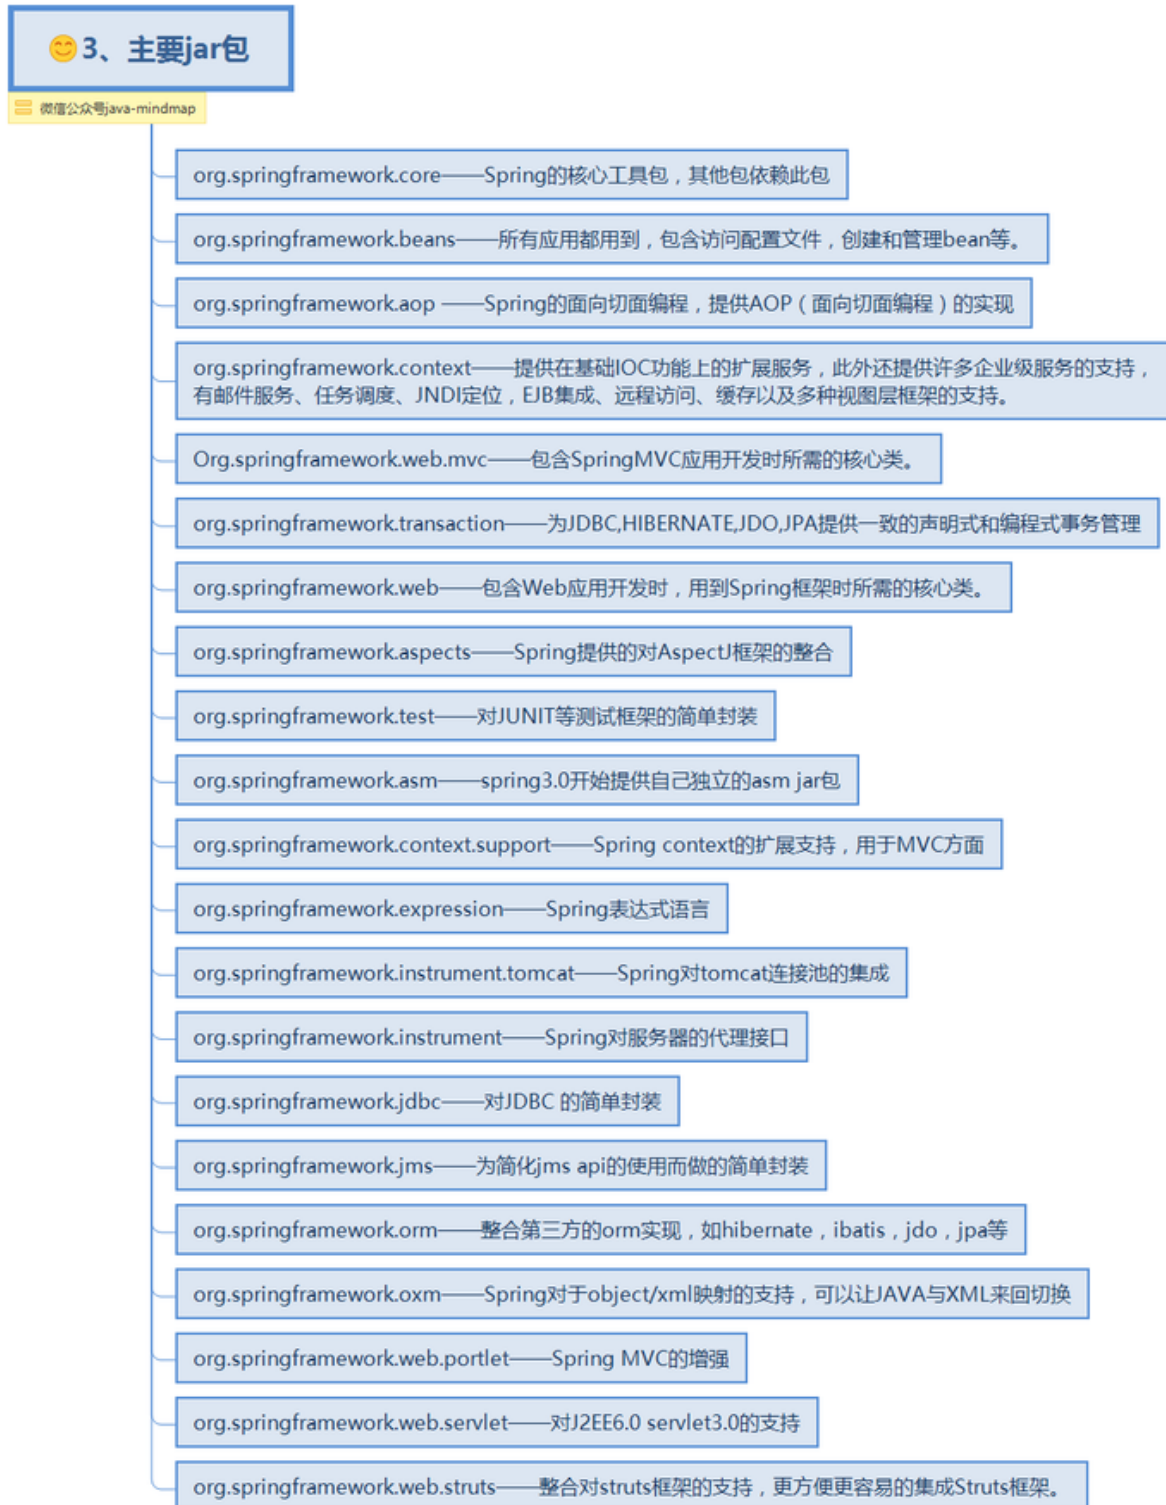 😊3、主要jar包
微信公众号java-mindmap
org.springframework.core——Spring的核心工具包，其他包依赖此包
org.springframework.beans——所有应用都用到，包含访问配置文件，创建和管理bean等。
org.springframework.aop ——Spring的面向切面编程，提供AOP（面向切面编程）的实现
org.springframework.context——提供在基础IOC功能上的扩展服务，此外还提供许多企业级服务的支持，
有邮件服务、任务调度、JNDI定位，EJB集成、远程访问、缓存以及多种视图层框架的支持。
Org.springframework.web.mvc——包含SpringMVC应用开发时所需的核心类。
org.springframework.transaction——为JDBC,HIBERNATE,JDO,JPA提供一致的声明式和编程式事务管理
org.springframework.web——包含Web应用开发时，用到Spring框架时所需的核心类。
org.springframework.aspects——Spring提供的对AspectJ框架的整合
org.springframework.test——对JUNIT等测试框架的简单封装
org.springframework.asm——spring3.0开始提供自己独立的asm jar包
org.springframework.context.support——Spring context的扩展支持，用于MVC方面
org.springframework.expression——Spring表达式语言
org.springframework.instrument.tomcat——Spring对tomcat连接池的集成
org.springframework.instrument——Spring对服务器的代理接口
org.springframework.jdbc——对JDBC 的简单封装
org.springframework.jms——为简化jms api的使用而做的简单封装
org.springframework.orm——整合第三方的orm实现，如hibernate，ibatis，jdo，jpa等
org.springframework.oxm——Spring对于object/xml映射的支持，可以让JAVA与XML来回切换
org.springframework.web.portlet——Spring MVC的增强
org.springframework.web.servlet——对J2EE6.0 servlet3.0的支持
org.springframework.web.struts——整合对struts框架的支持，更方便更容易的集成Struts框架。